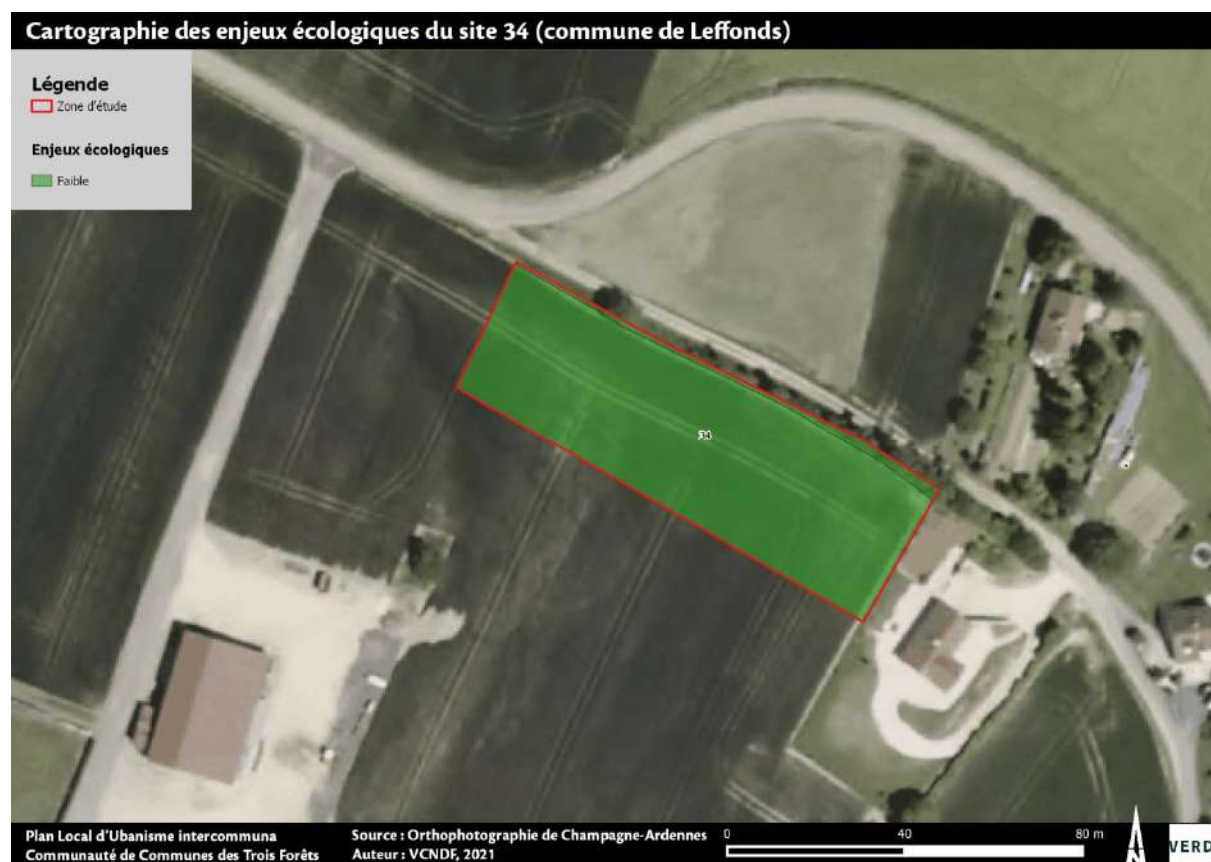 Cartographie des enjeux écologiques du site 34 (commune de Leffonds)
Légende
Zone d'étude
Enjeux écologiques
Faible
34
Plan Local d'Ubanisme intercommuna
Communauté de Communes des Trois Forêts
Source : Orthophotographie de Champagne-Ardennes
Auteur : VCNDF, 2021
0 40 80 m
VERD